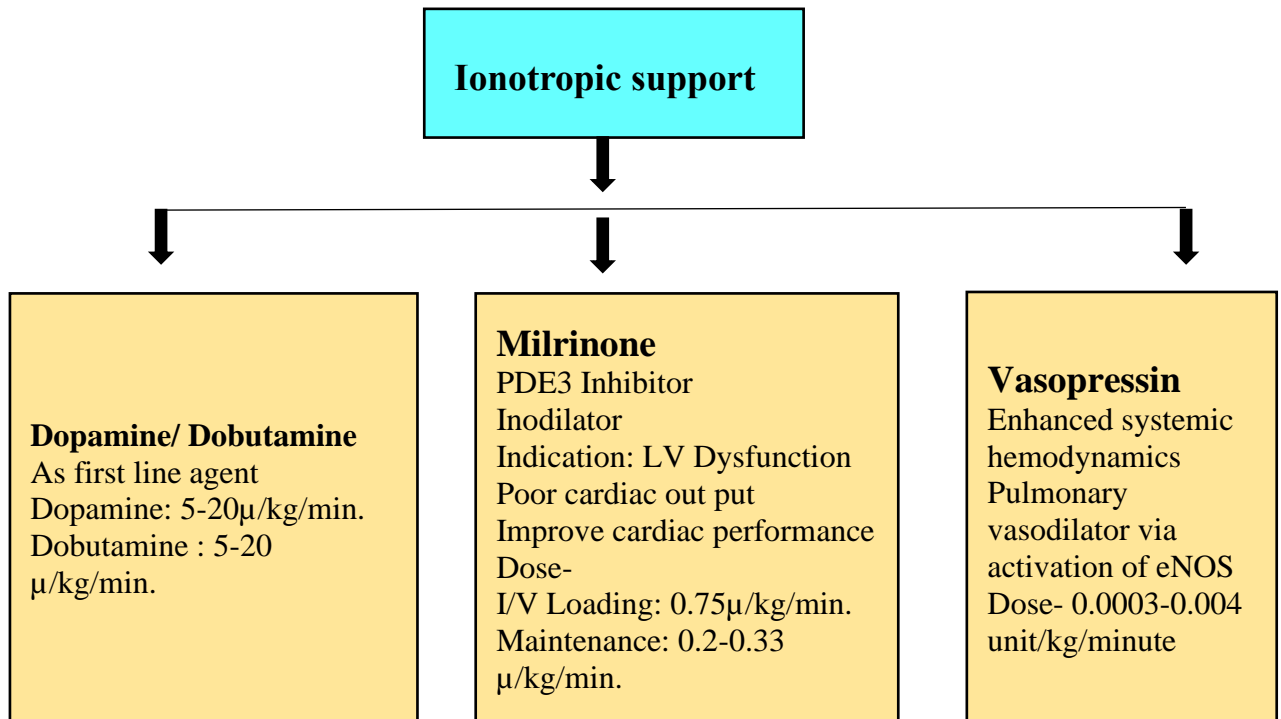 Ionotropic support
Dopamine/ Dobutamine
As first line agent
Dopamine: 5-20µ/kg/min.
Dobutamine : 5-20
µ/kg/min.
Milrinone
PDE3 Inhibitor
Inodilator
Indication: LV Dysfunction
Poor cardiac out put
Improve cardiac performance
Dose-
I/V Loading: 0.75µ/kg/min.
Maintenance: 0.2-0.33
µ/kg/min.
Vasopressin
Enhanced systemic
hemodynamics
Pulmonary
vasodilator via
activation of eNOS
Dose- 0.0003-0.004
unit/kg/minute